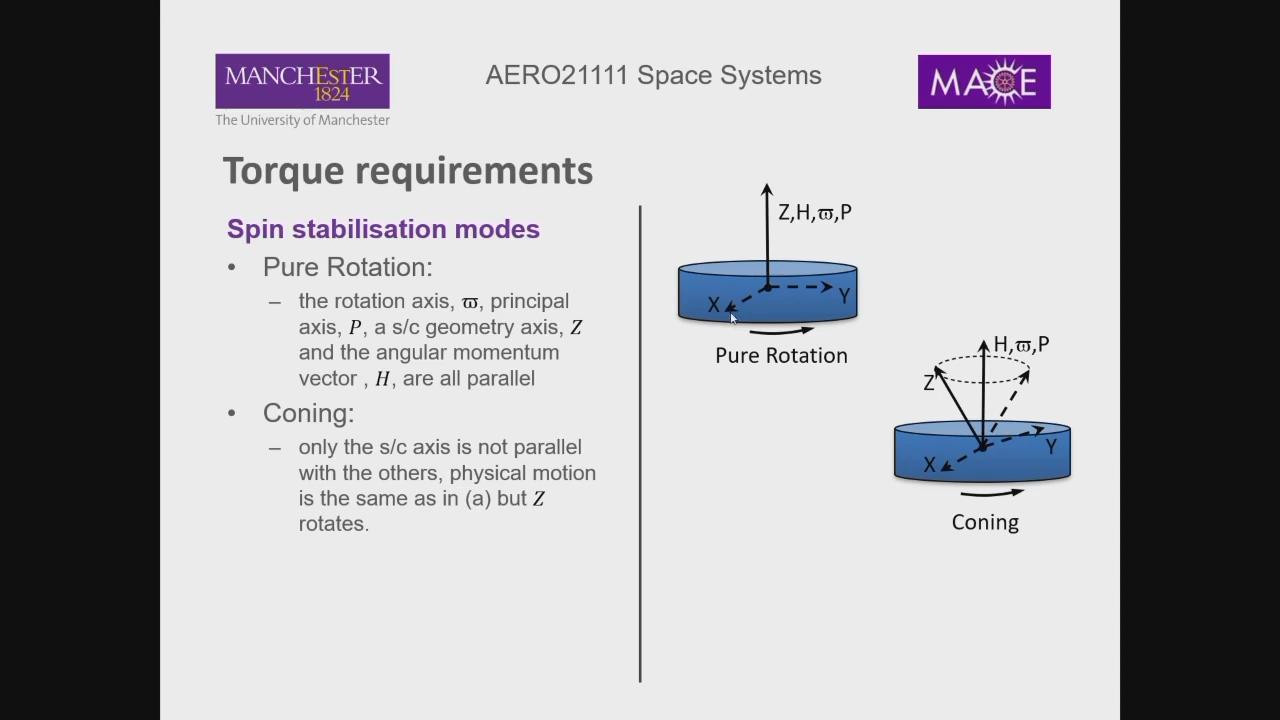 MANCHESTER
1824
The University of Manchester
AERO21111 Space Systems
MACE
Torque requirements
Spin stabilisation modes
• Pure Rotation:
– the rotation axis, ϖ, principal
axis, P, a s/c geometry axis, Z
and the angular momentum
vector , H, are all parallel
• Coning:
– only the s/c axis is not parallel
with the others, physical motion
is the same as in (a) but Z
rotates.
Z,H,ϖ,P
X
Y
Pure Rotation
H,ϖ,P
Z
Y
X
Coning